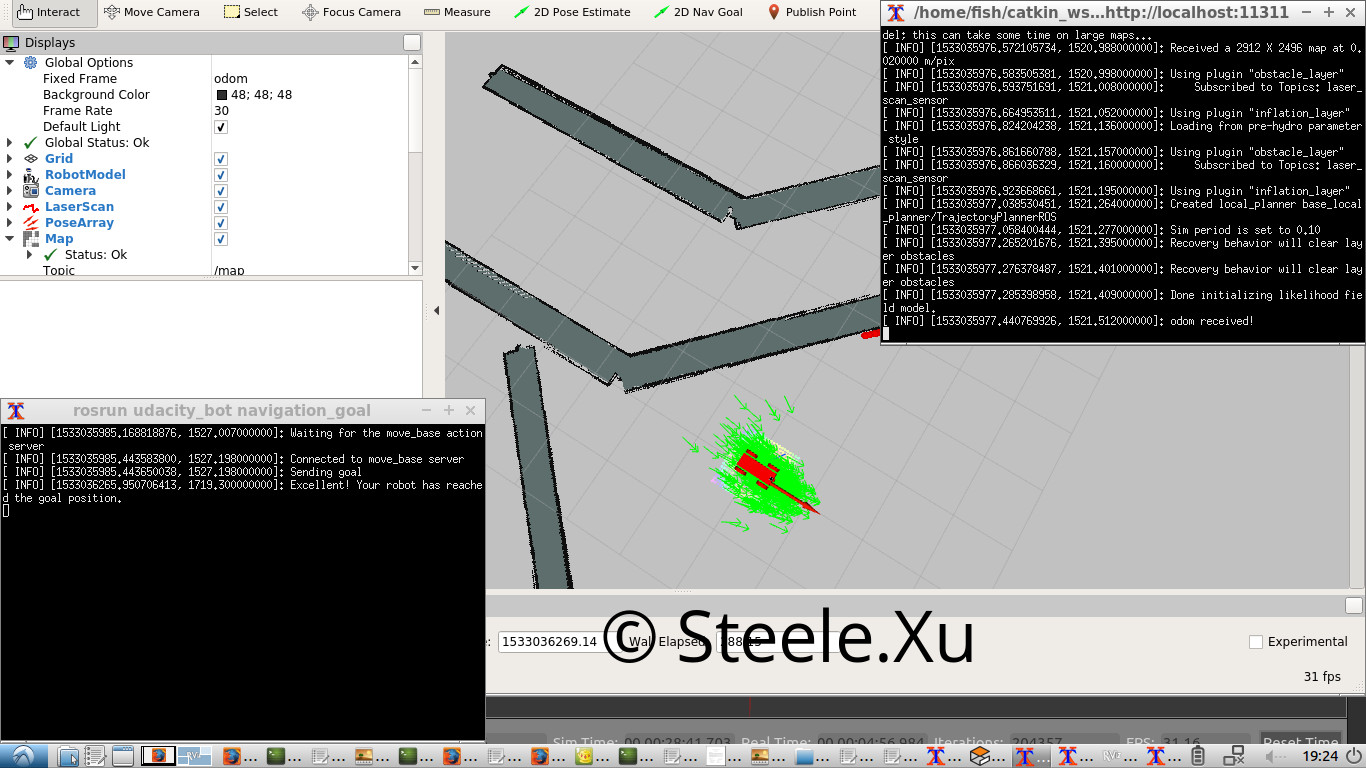 Interact Move Camera Select Focus Camera Measure 2D Pose Estimate 2D Nav Goal Publish Point
/home/fish/catkin_ws...http://localhost:11311
Displays
Global Options
Fixed Frame odom
Background Color 48; 48; 48
Frame Rate 30
Default Light
Global Status: Ok
Grid
RobotModel
Camera
LaserScan
PoseArray
Map
Status: Ok
Topic /map
del; this can take some time on large maps...
[ INFO] [1533035976.572105734, 1520.988000000]: Received a 2912 X 2496 map at 0.
020000 m/pix
[ INFO] [1533035976.583505381, 1520.998000000]: Using plugin "obstacle_layer"
[ INFO] [1533035976.593751691, 1521.008000000]: Subscribed to Topics: laser_
scan_sensor
[ INFO] [1533035976.664953511, 1521.052000000]: Using plugin "inflation_layer"
[ INFO] [1533035976.824204238, 1521.136000000]: Loading from pre-hydro parameter
style
[ INFO] [1533035976.861660788, 1521.157000000]: Using plugin "obstacle_layer"
[ INFO] [1533035976.866036329, 1521.160000000]: Subscribed to Topics: laser_
scan_sensor
[ INFO] [1533035976.923668661, 1521.195000000]: Using plugin "inflation_layer"
[ INFO] [1533035977.038530451, 1521.264000000]: Created local_planner base_local
_planner/TrajectoryPlannerROS
[ INFO] [1533035977.058400444, 1521.277000000]: Sim period is set to 0.10
[ INFO] [1533035977.265201676, 1521.395000000]: Recovery behavior will clear lay
er obstacles
[ INFO] [1533035977.276378487, 1521.401000000]: Recovery behavior will clear lay
er obstacles
[ INFO] [1533035977.285398958, 1521.409000000]: Done initializing likelihood fie
ld model.
[ INFO] [1533035977.440769926, 1521.512000000]: odom received!
rosrun udacity_bot navigation_goal
[ INFO] [1533035985.168818876, 1527.007000000]: Waiting for the move_base action
server
[ INFO] [1533035985.443583800, 1527.198000000]: Connected to move_base server
[ INFO] [1533035985.443650038, 1527.198000000]: Sending goal
[ INFO] [1533036265.950706413, 1719.300000000]: Excellent! Your robot has reache
d the goal position.
1533036269.14 Wall Elapsed:
Experimental
© Steele.Xu
31 fps
Sim Time: 00 00:28:41.703 Real Time: 00 00:04:56.984 Iterations: 204357 FPS: 31.16 Reset Time
19:24